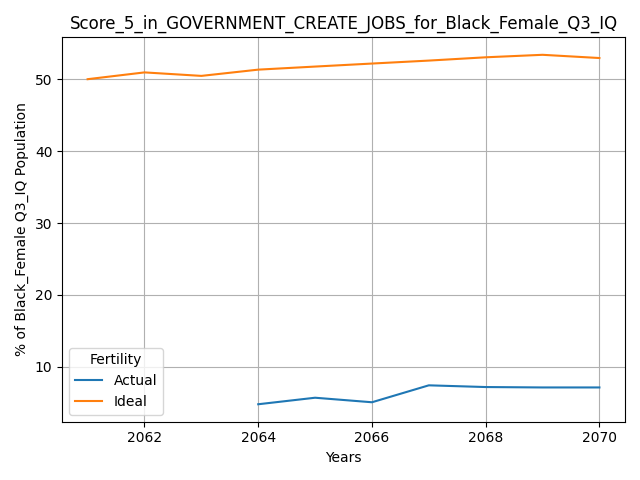 Score_5_in_GOVERNMENT_CREATE_JOBS_for_Black_Female_Q3_IQ
% of Black_Female Q3_IQ Population
50
40
30
20
10
Fertility
Actual
Ideal
2062 2064 2066 2068 2070
Years